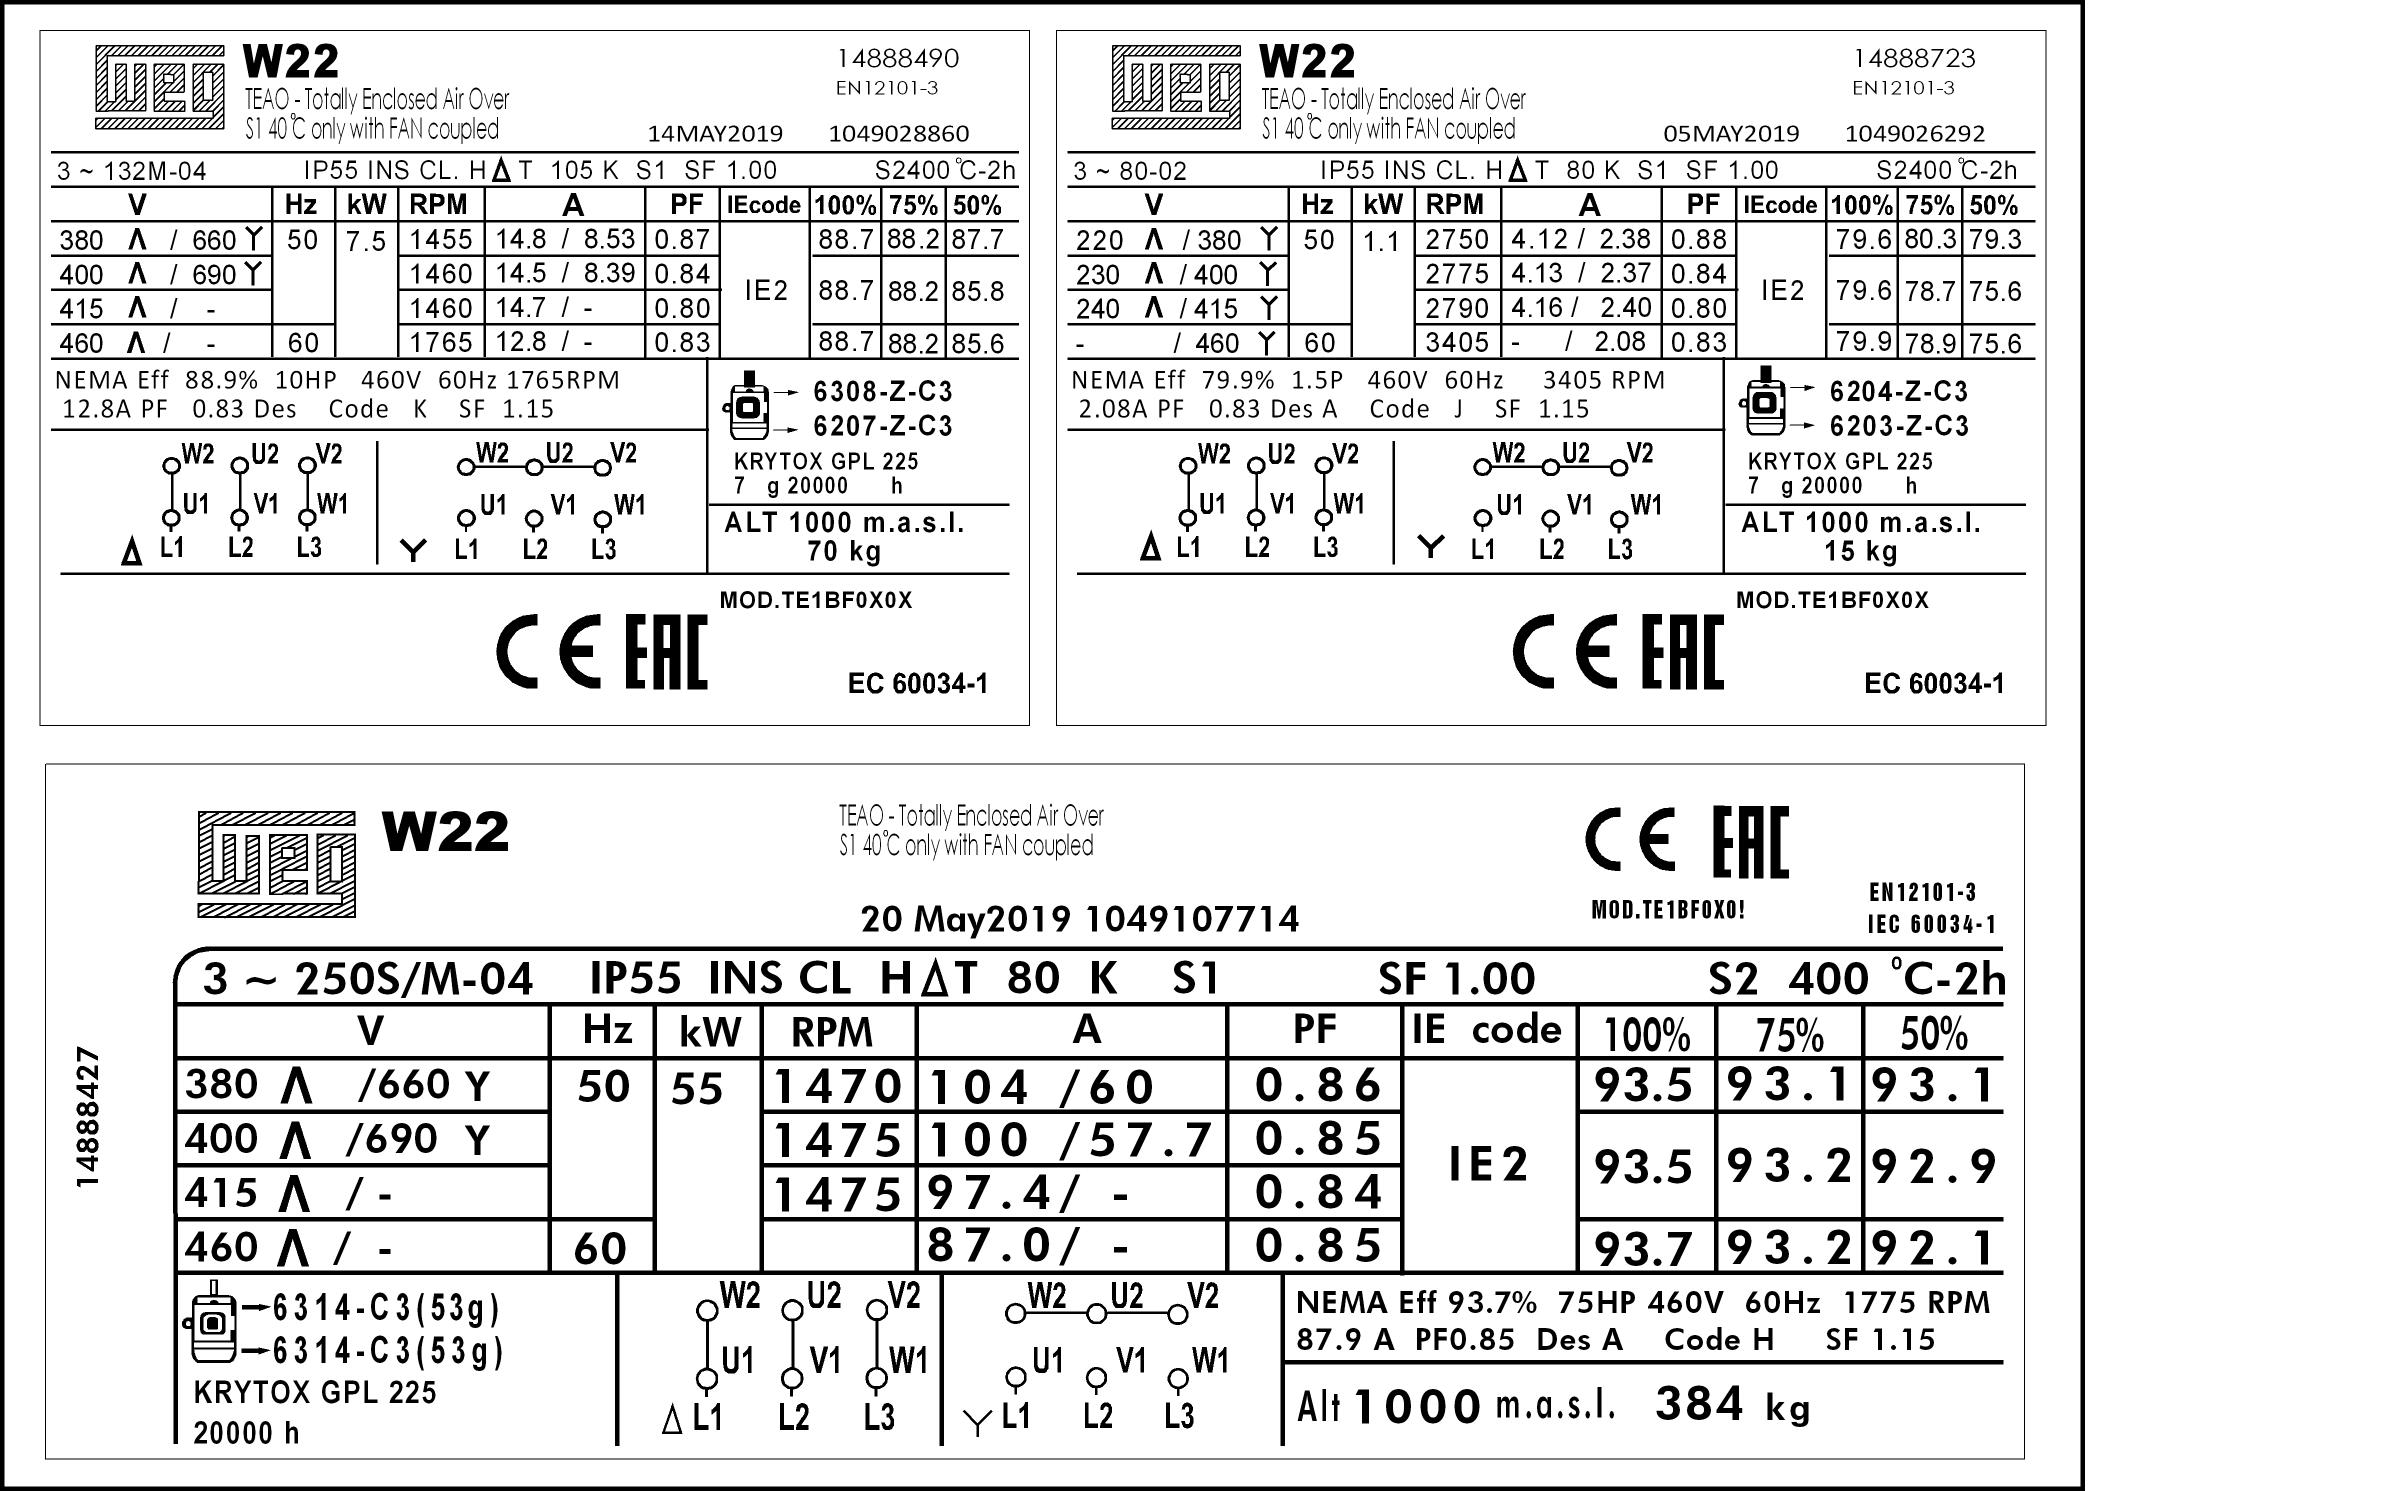 weg W22
14888490
TEAO - Totally Enclosed Air Over
EN12101-3
S1 40°C only with FAN coupled
14MAY2019 1049028860
3 ~ 132M-04 IP55 INS CL. H Δ T 105 K S1 SF 1.00 S2400 °C-2h
V Hz kW RPM A PF IEcode 100% 75% 50%
380 Λ / 660 Y 50 7.5 1455 14.8 / 8.53 0.87 88.7 88.2 87.7
400 Λ / 690 Y 1460 14.5 / 8.39 0.84
IE2 88.7 88.2 85.8
415 Λ / - 1460 14.7 / - 0.80
460 Λ / - 60 1765 12.8 / - 0.83 88.7 88.2 85.6
NEMA Eff 88.9% 10HP 460V 60Hz 1765RPM
12.8A PF 0.83 Des Code K SF 1.15
6308-Z-C3
6207-Z-C3
KRYTOX GPL 225
7 g 20000 h
ALT 1000 m.a.s.l.
70 kg
W2 U2 V2 W2 U2 V2
U1 V1 W1 U1 V1 W1
Δ L1 L2 L3 Y L1 L2 L3
MOD.TE1BF0X0X
CE EAC
EC 60034-1
weg W22
14888723
TEAO - Totally Enclosed Air Over
EN12101-3
S1 40°C only with FAN coupled
05MAY2019 1049026292
3 ~ 80-02 IP55 INS CL. H Δ T 80 K S1 SF 1.00 S2400 °C-2h
V Hz kW RPM A PF IEcode 100% 75% 50%
220 Λ / 380 Y 50 1.1 2750 4.12 / 2.38 0.88 79.6 80.3 79.3
230 Λ / 400 Y 2775 4.13 / 2.37 0.84
IE2 79.6 78.7 75.6
240 Λ / 415 Y 2790 4.16 / 2.40 0.80
- / 460 Y 60 3405 - / 2.08 0.83 79.9 78.9 75.6
NEMA Eff 79.9% 1.5P 460V 60Hz 3405 RPM
2.08A PF 0.83 Des A Code J SF 1.15
6204-Z-C3
6203-Z-C3
KRYTOX GPL 225
7 g 20000 h
ALT 1000 m.a.s.l.
15 kg
W2 U2 V2 W2 U2 V2
U1 V1 W1 U1 V1 W1
Δ L1 L2 L3 Y L1 L2 L3
MOD.TE1BF0X0X
CE EAC
EC 60034-1
weg W22
TEAO - Totally Enclosed Air Over
S1 40°C only with FAN coupled
CE EAC
MOD.TE1BF0X0!
EN12101-3
IEC 60034-1
20 May2019 1049107714
14888427
3 ~ 250S/M-04 IP55 INS CL H Δ T 80 K S1 SF 1.00 S2 400 °C-2h
V Hz kW RPM A PF IE code 100% 75% 50%
380 Λ /660 Y 50 55 1470 104 /60 0.86 93.5 93.1 93.1
400 Λ /690 Y 1475 100 /57.7 0.85
IE2 93.5 93.2 92.9
415 Λ / - 1475 97.4/ - 0.84
460 Λ / - 60 87.0/ - 0.85 93.7 93.2 92.1
6314-C3(53g)
6314-C3(53g)
KRYTOX GPL 225
20000 h
W2 U2 V2 W2 U2 V2
U1 V1 W1 U1 V1 W1
Δ L1 L2 L3 Y L1 L2 L3
NEMA Eff 93.7% 75HP 460V 60Hz 1775 RPM
87.9 A PF0.85 Des A Code H SF 1.15
Alt 1000 m.a.s.l. 384 kg